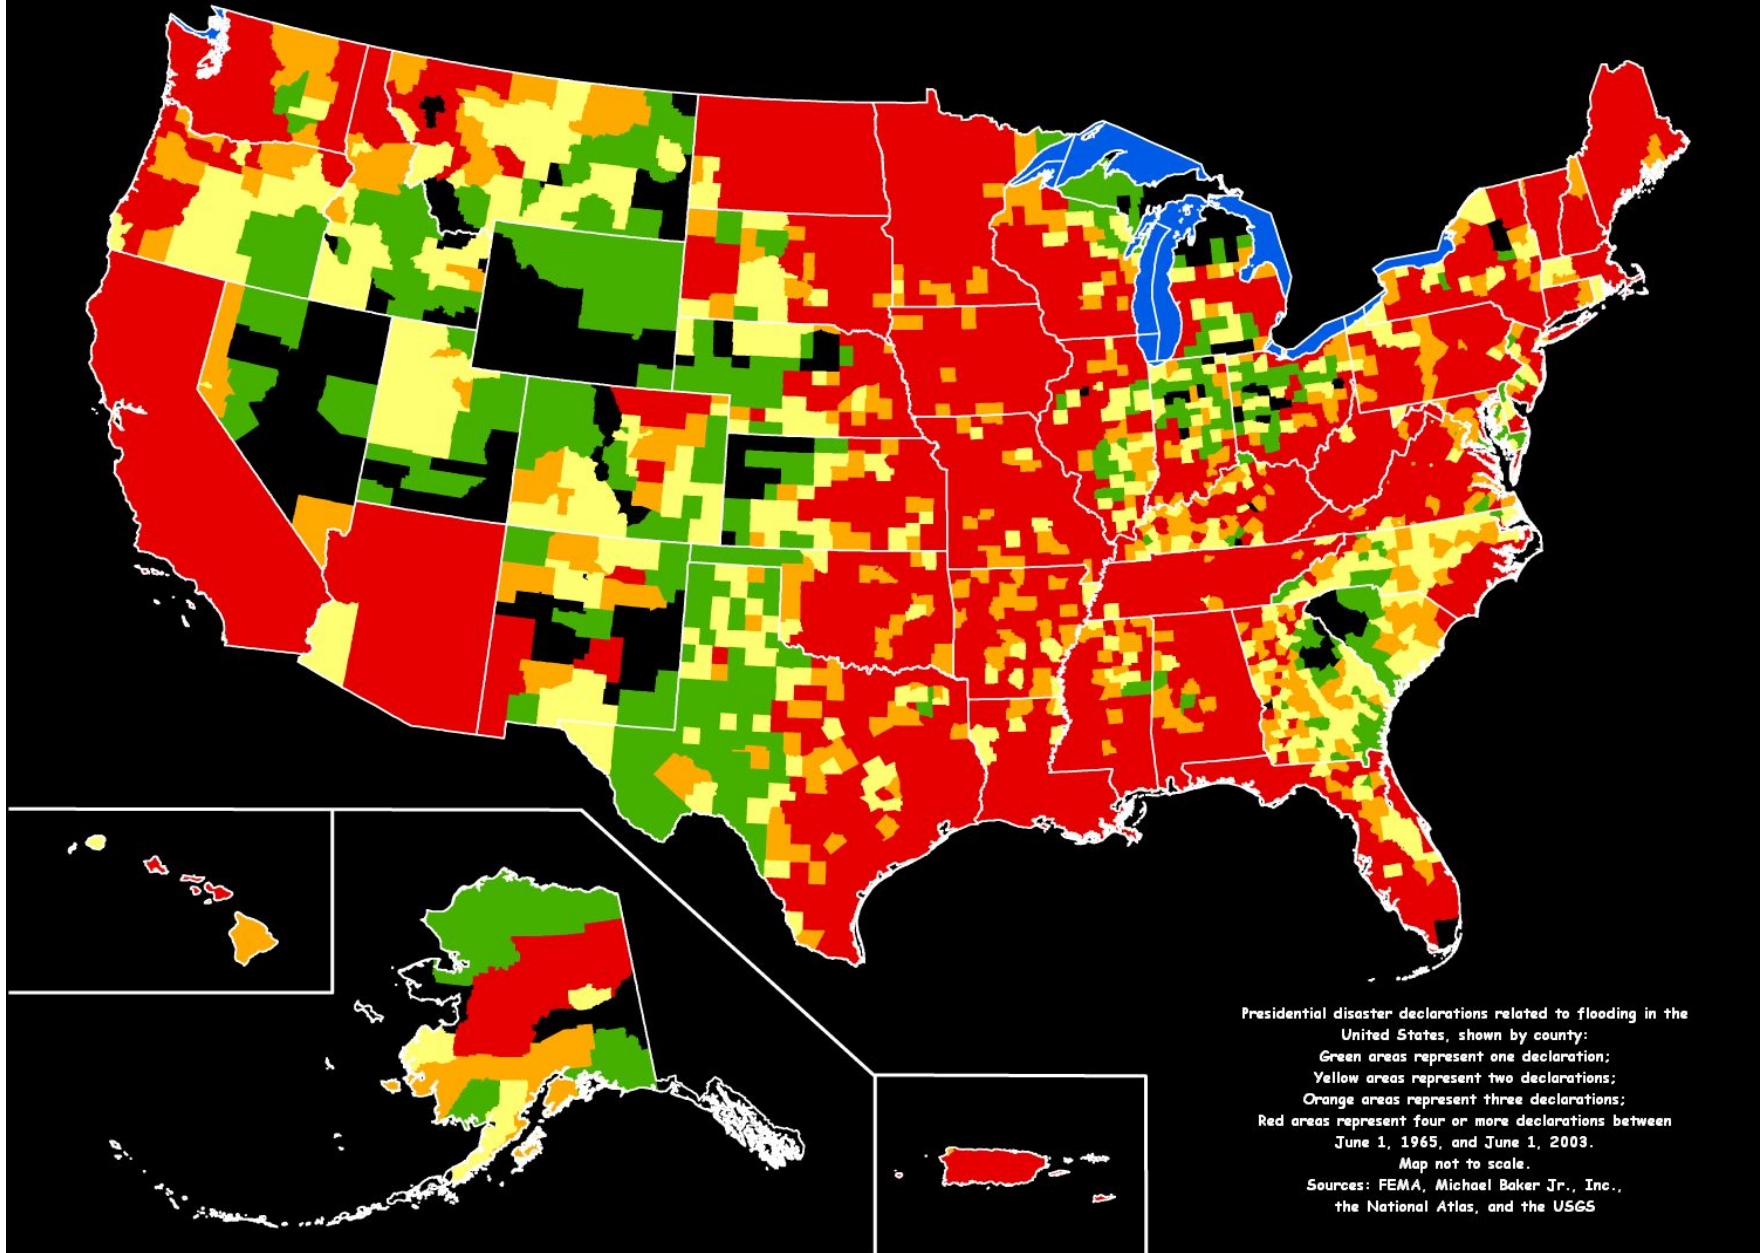 Presidential disaster declarations related to flooding in the
United States, shown by county:
Green areas represent one declaration;
Yellow areas represent two declarations;
Orange areas represent three declarations;
Red areas represent four or more declarations between
June 1, 1965, and June 1, 2003.
Map not to scale.
Sources: FEMA, Michael Baker Jr., Inc.,
the National Atlas, and the USGS